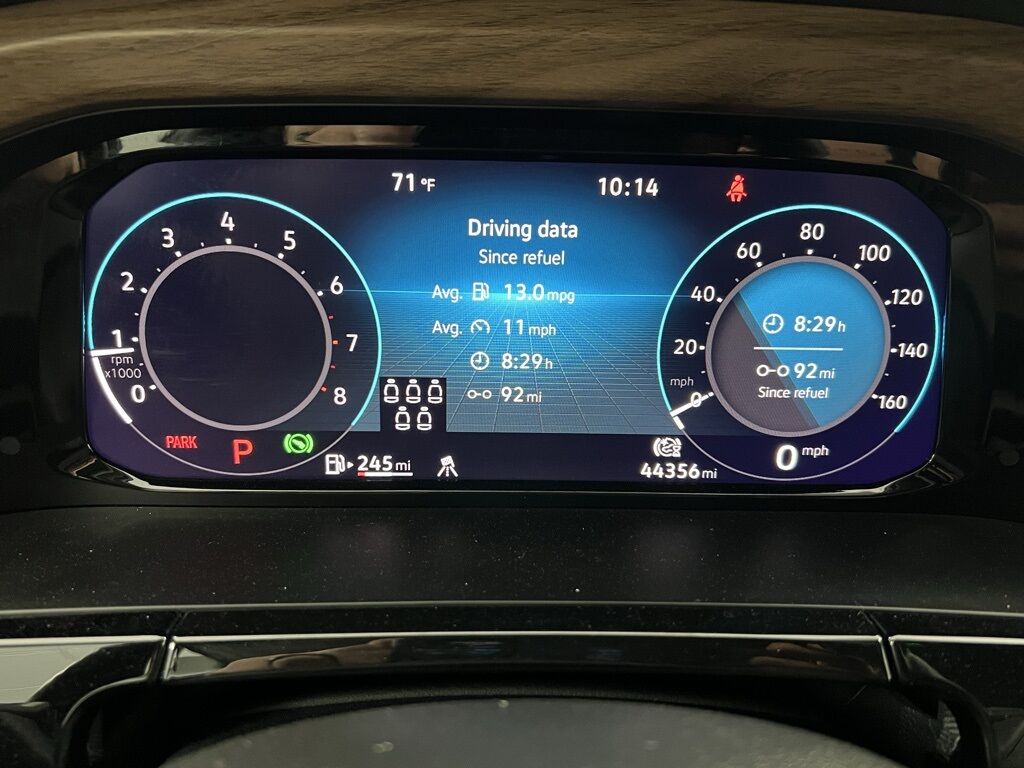 71 °F
10:14
Driving data
Since refuel
Avg. 13.0 mpg
Avg. 11 mph
8:29 h
92 mi
0 1 2 3 4 5 6 7 8
rpm
x1000
0 20 40 60 80 100 120 140 160
mph
8:29 h
92 mi
Since refuel
PARK
P
245 mi
44356 mi
0 mph